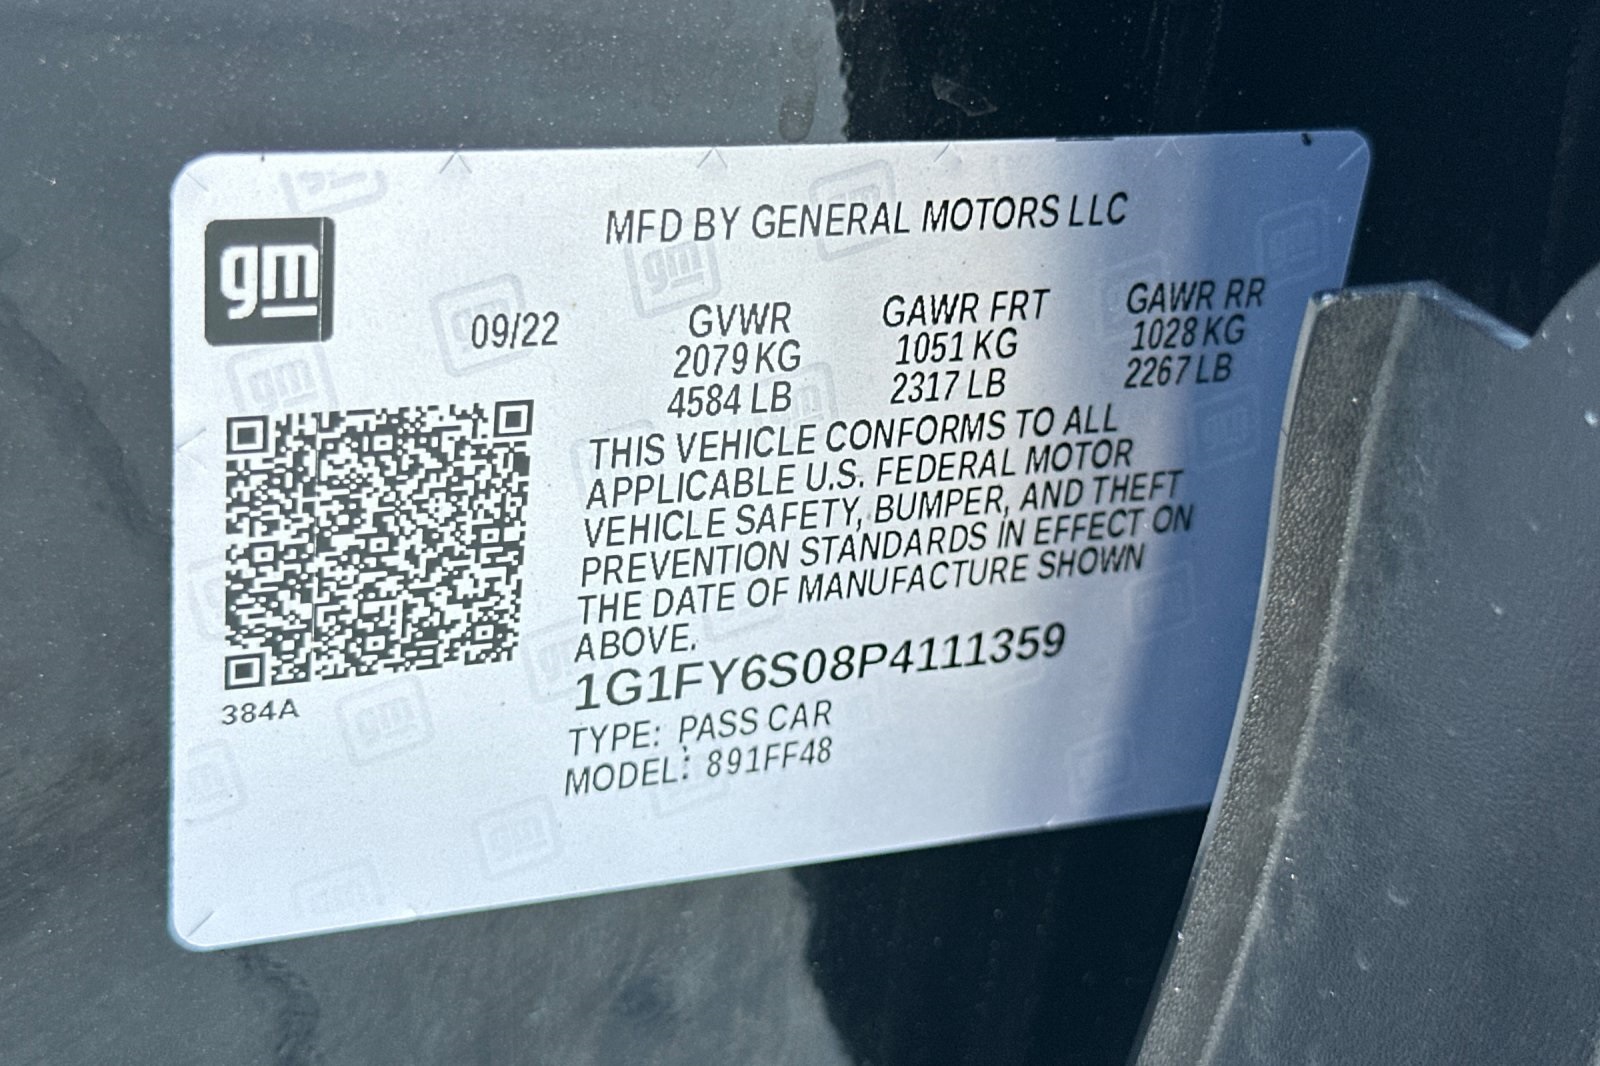 MFD BY GENERAL MOTORS LLC
gm
09/22
GVWR
2079 KG
4584 LB
GAWR FRT
1051 KG
2317 LB
GAWR RR
1028 KG
2267 LB
THIS VEHICLE CONFORMS TO ALL
APPLICABLE U.S. FEDERAL MOTOR
VEHICLE SAFETY, BUMPER, AND THEFT
PREVENTION STANDARDS IN EFFECT ON
THE DATE OF MANUFACTURE SHOWN
ABOVE.
1G1FY6S08P4111359
384A
TYPE: PASS CAR
MODEL: 891FF48